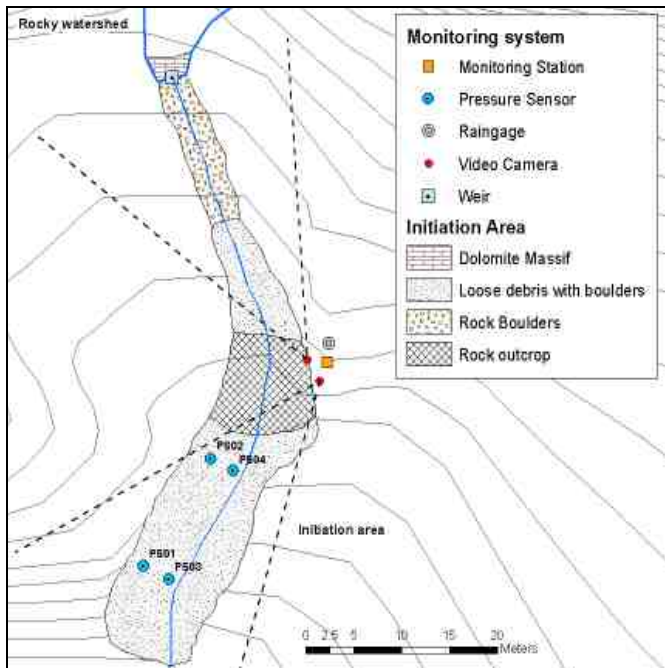 Rocky watershed
Monitoring system
Monitoring Station
Pressure Sensor
Raingage
Video Camera
Weir
Initiation Area
Dolomite Massif
Loose debris with boulders
Rock Boulders
Rock outcrop
PS02
PS04
PS01
PS03
Initiation area
0 2.5 5 10 15 20
Meters